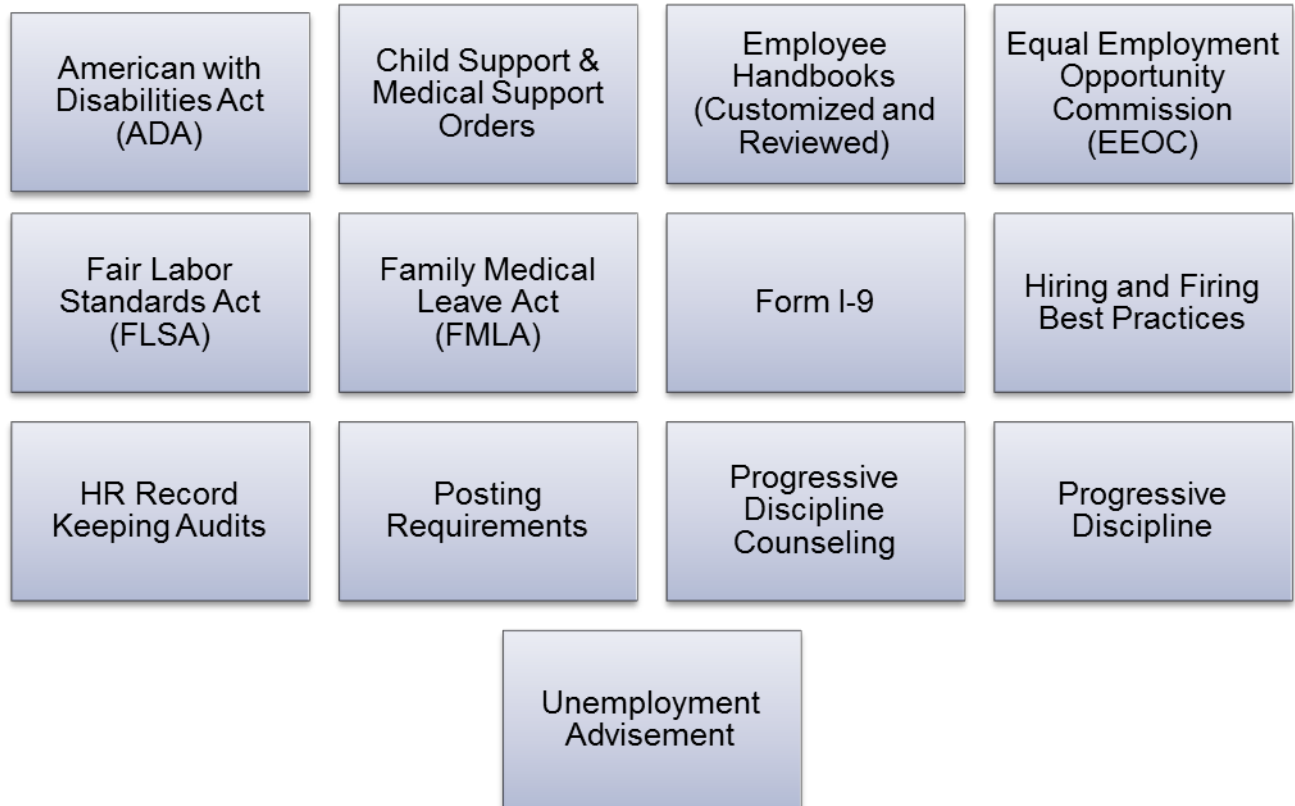 American with
Disabilities Act
(ADA)
Child Support &
Medical Support
Orders
Employee
Handbooks
(Customized and
Reviewed)
Equal Employment
Opportunity
Commission
(EEOC)
Fair Labor
Standards Act
(FLSA)
Family Medical
Leave Act
(FMLA)
Form I-9
Hiring and Firing
Best Practices
HR Record
Keeping Audits
Posting
Requirements
Progressive
Discipline
Counseling
Progressive
Discipline
Unemployment
Advisement